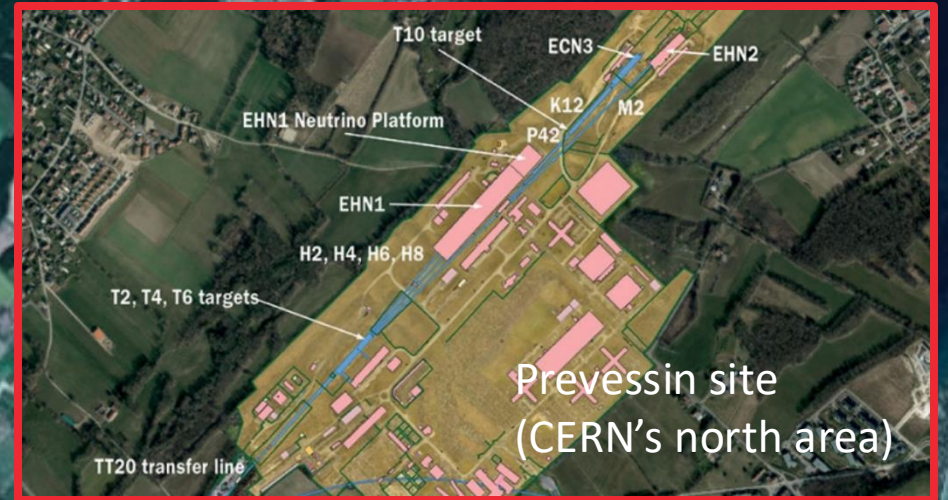 T10 target
ECN3
EHN2
K12
M2
EHN1 Neutrino Platform
P42
EHN1
H2, H4, H6, H8
T2, T4, T6 targets
Prevessin site
(CERN's north area)
TT20 transfer line